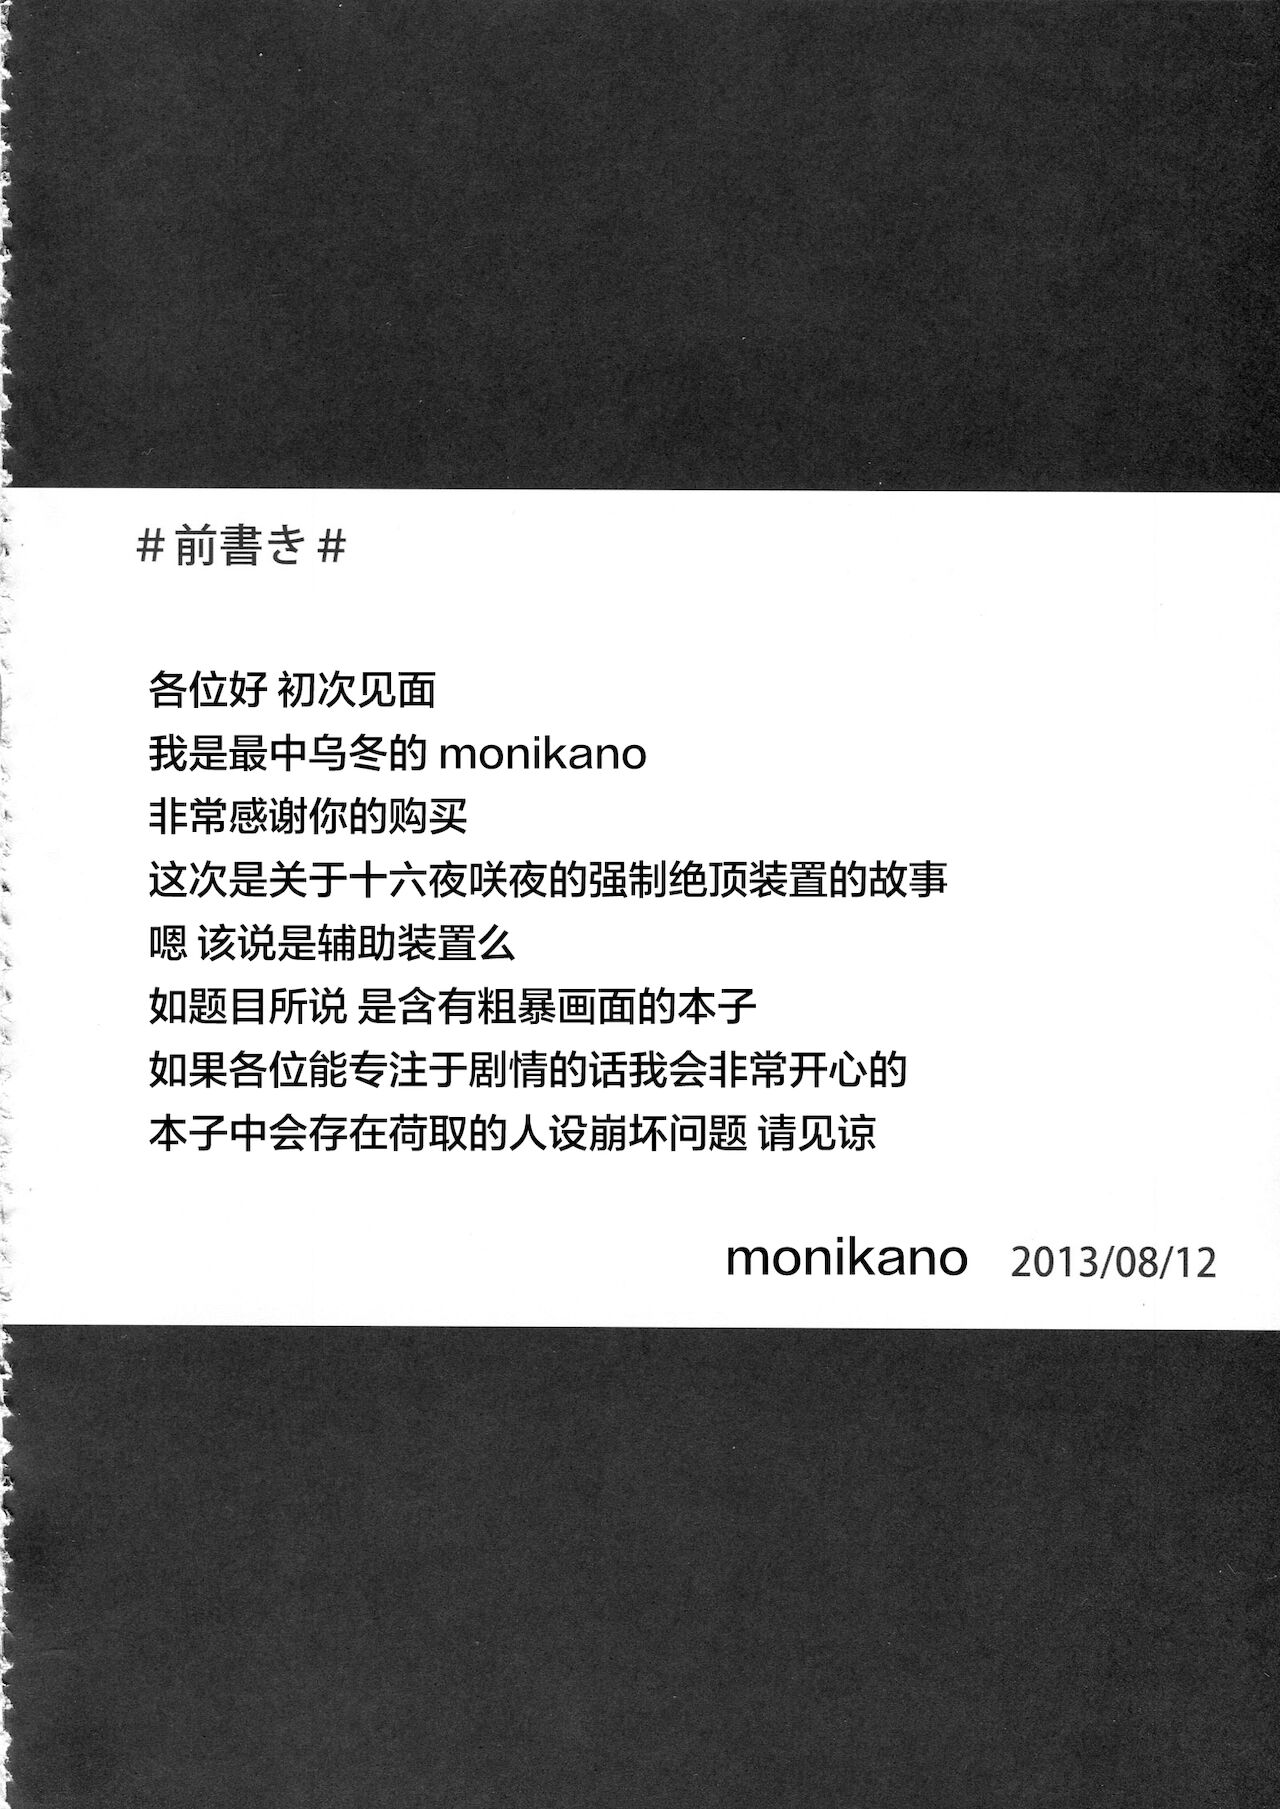 #前書き#
各位好 初次见面
我是最中乌冬的 monikano
非常感谢你的购买
这次是关于十六夜咲夜的强制绝顶装置的故事
嗯 该说是辅助装置么
如题目所说 是含有粗暴画面的本子
如果各位能专注于剧情的话我会非常开心的
本子中会存在荷取的人设崩坏问题 请见谅
monikano 2013/08/12